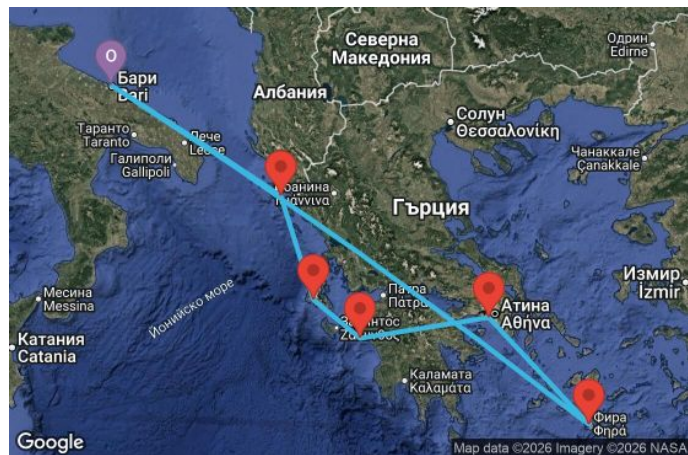 Северна
Македония
Одрин
Edirne
O
Бари
Bari
Албания
Солун
Θεσσαλονίκη
Таранто
Taranto
Лече
Lecce
Чанаккале
Çanakkale
Галиполи
Gallipoli
Γιάννινα
Гърция
Измир
İzmir
Месина
Messina
Йонийско море
Патра
Πάτρα
Атина
Αθήνα
Катания
Catania
Каламата
Καλαμάτα
Фира
Φηρά
Google
Map data ©2026 Imagery ©2026 NASA